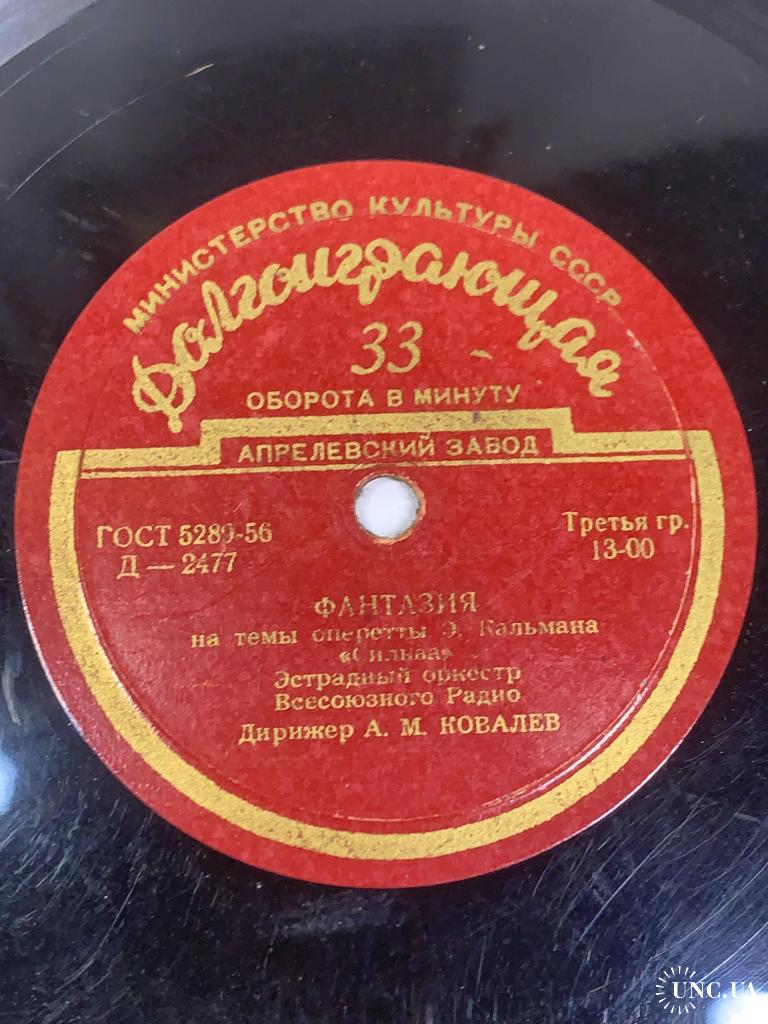 МИНИСТЕРСТВО КУЛЬТУРЫ СССР
Долгоиграющая
33
ОБОРОТА В МИНУТУ
АПРЕЛЕВСКИЙ ЗАВОД
ГОСТ 5289-56
Д — 2477
Третья гр.
13-00
ФАНТАЗИЯ
на темы оперетты Э. Кальмана
«Сильва»
Эстрадный оркестр
Всесоюзного Радио
Дирижер А. М. КОВАЛЕВ
UNC.UA